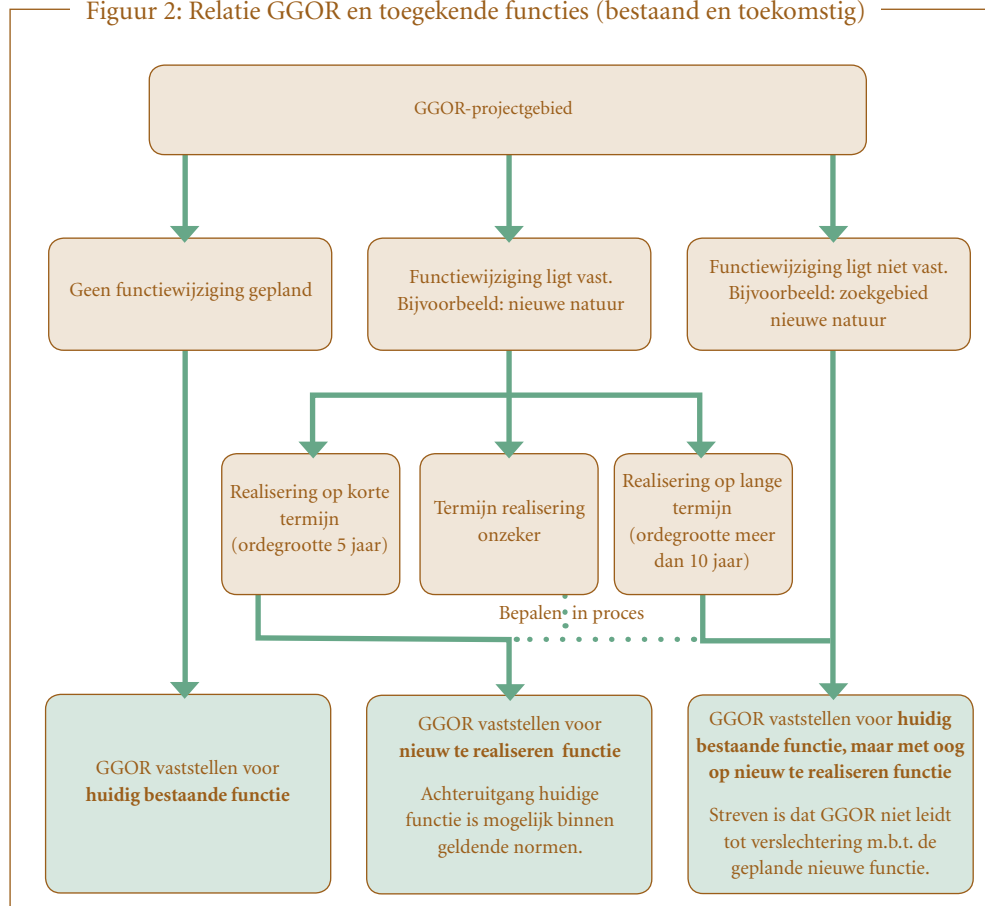 Figuur 2: Relatie GGOR en toegekende functies (bestaand en toekomstig)
GGOR-projectgebied
Geen functiewijziging gepland
Functiewijziging ligt vast.
Bijvoorbeeld: nieuwe natuur
Functiewijziging ligt niet vast.
Bijvoorbeeld: zoekgebied
nieuwe natuur
Realisering op korte
termijn
(ordegrootte 5 jaar)
Termijn realisering
onzeker
Realisering op lange
termijn
(ordegrootte meer
dan 10 jaar)
Bepalen in proces
GGOR vaststellen voor
huidig bestaande functie
GGOR vaststellen voor
nieuw te realiseren functie
Achteruitgang huidige
functie is mogelijk binnen
geldende normen.
GGOR vaststellen voor huidig
bestaande functie, maar met oog
op nieuw te realiseren functie
Streven is dat GGOR niet leidt
tot verslechtering m.b.t. de
geplande nieuwe functie.